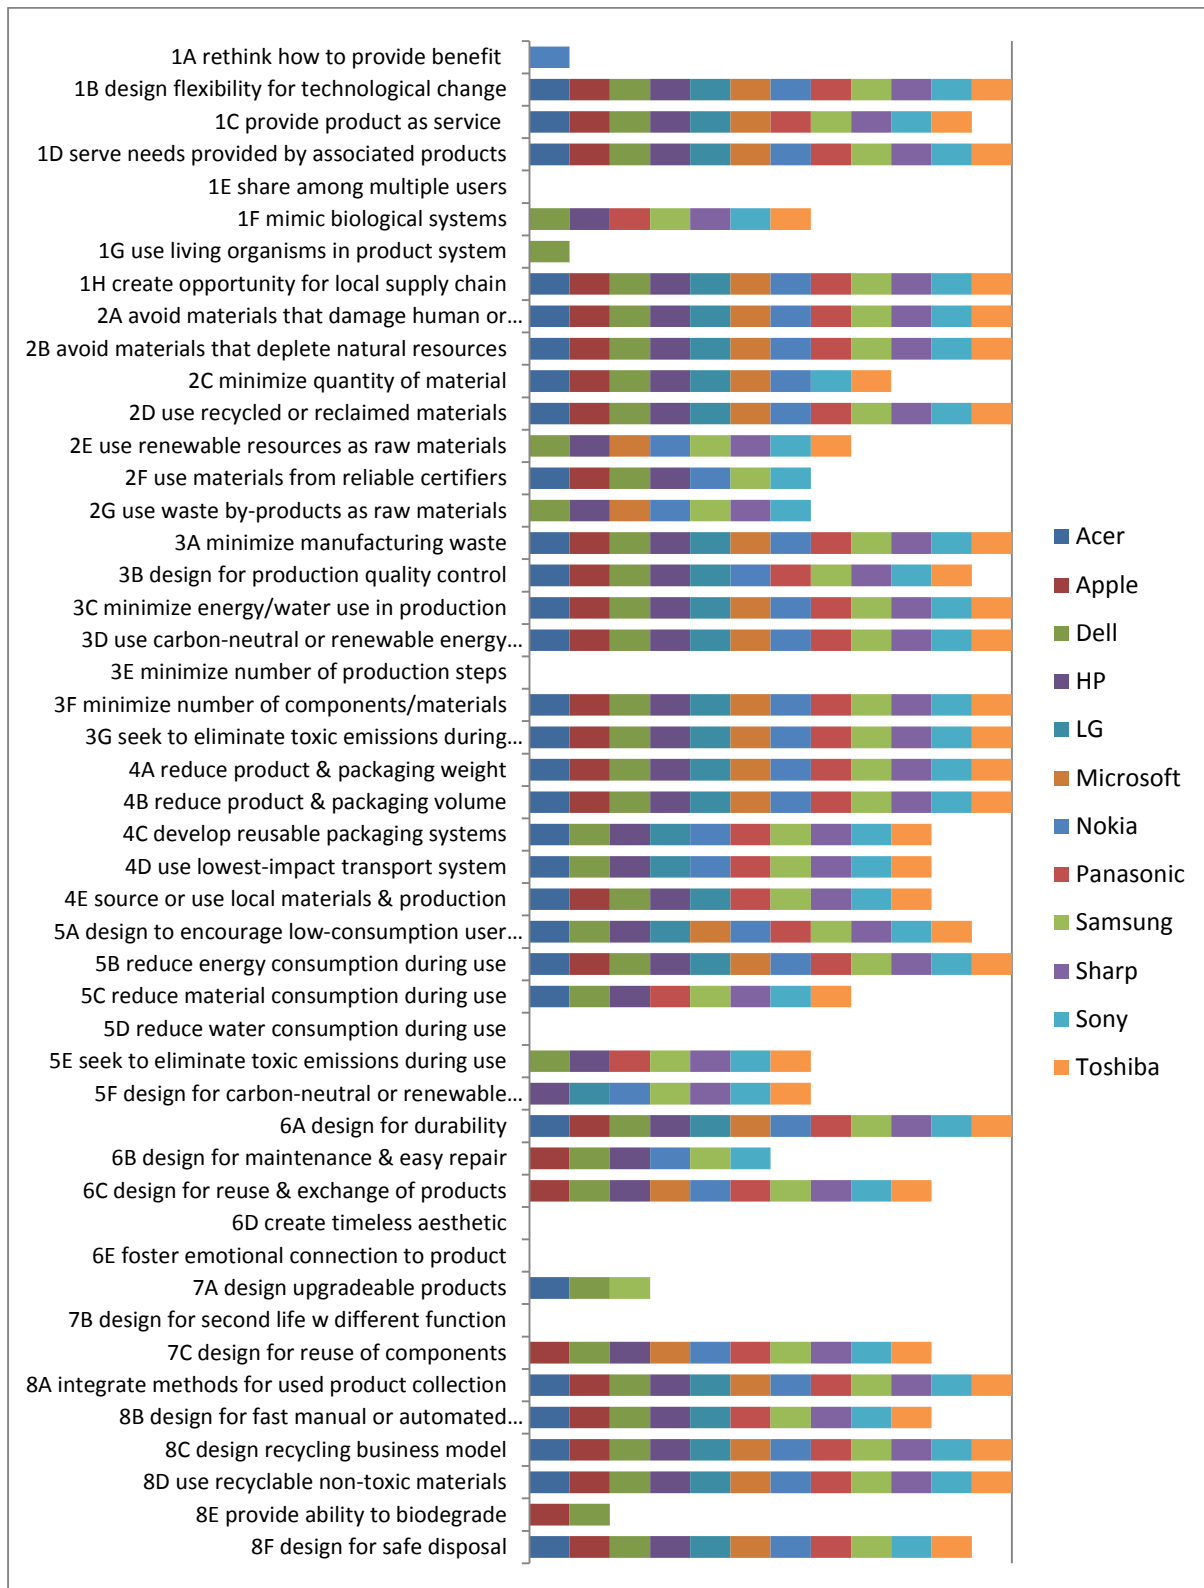 1A rethink how to provide benefit
1B design flexibility for technological change
1C provide product as service
1D serve needs provided by associated products
1E share among multiple users
1F mimic biological systems
1G use living organisms in product system
1H create opportunity for local supply chain
2A avoid materials that damage human or...
2B avoid materials that deplete natural resources
2C minimize quantity of material
2D use recycled or reclaimed materials
2E use renewable resources as raw materials
2F use materials from reliable certifiers
2G use waste by-products as raw materials
3A minimize manufacturing waste
3B design for production quality control
3C minimize energy/water use in production
3D use carbon-neutral or renewable energy...
3E minimize number of production steps
3F minimize number of components/materials
3G seek to eliminate toxic emissions during...
4A reduce product & packaging weight
4B reduce product & packaging volume
4C develop reusable packaging systems
4D use lowest-impact transport system
4E source or use local materials & production
5A design to encourage low-consumption user...
5B reduce energy consumption during use
5C reduce material consumption during use
5D reduce water consumption during use
5E seek to eliminate toxic emissions during use
5F design for carbon-neutral or renewable...
6A design for durability
6B design for maintenance & easy repair
6C design for reuse & exchange of products
6D create timeless aesthetic
6E foster emotional connection to product
7A design upgradeable products
7B design for second life w different function
7C design for reuse of components
8A integrate methods for used product collection
8B design for fast manual or automated...
8C design recycling business model
8D use recyclable non-toxic materials
8E provide ability to biodegrade
8F design for safe disposal
Acer
Apple
Dell
HP
LG
Microsoft
Nokia
Panasonic
Samsung
Sharp
Sony
Toshiba